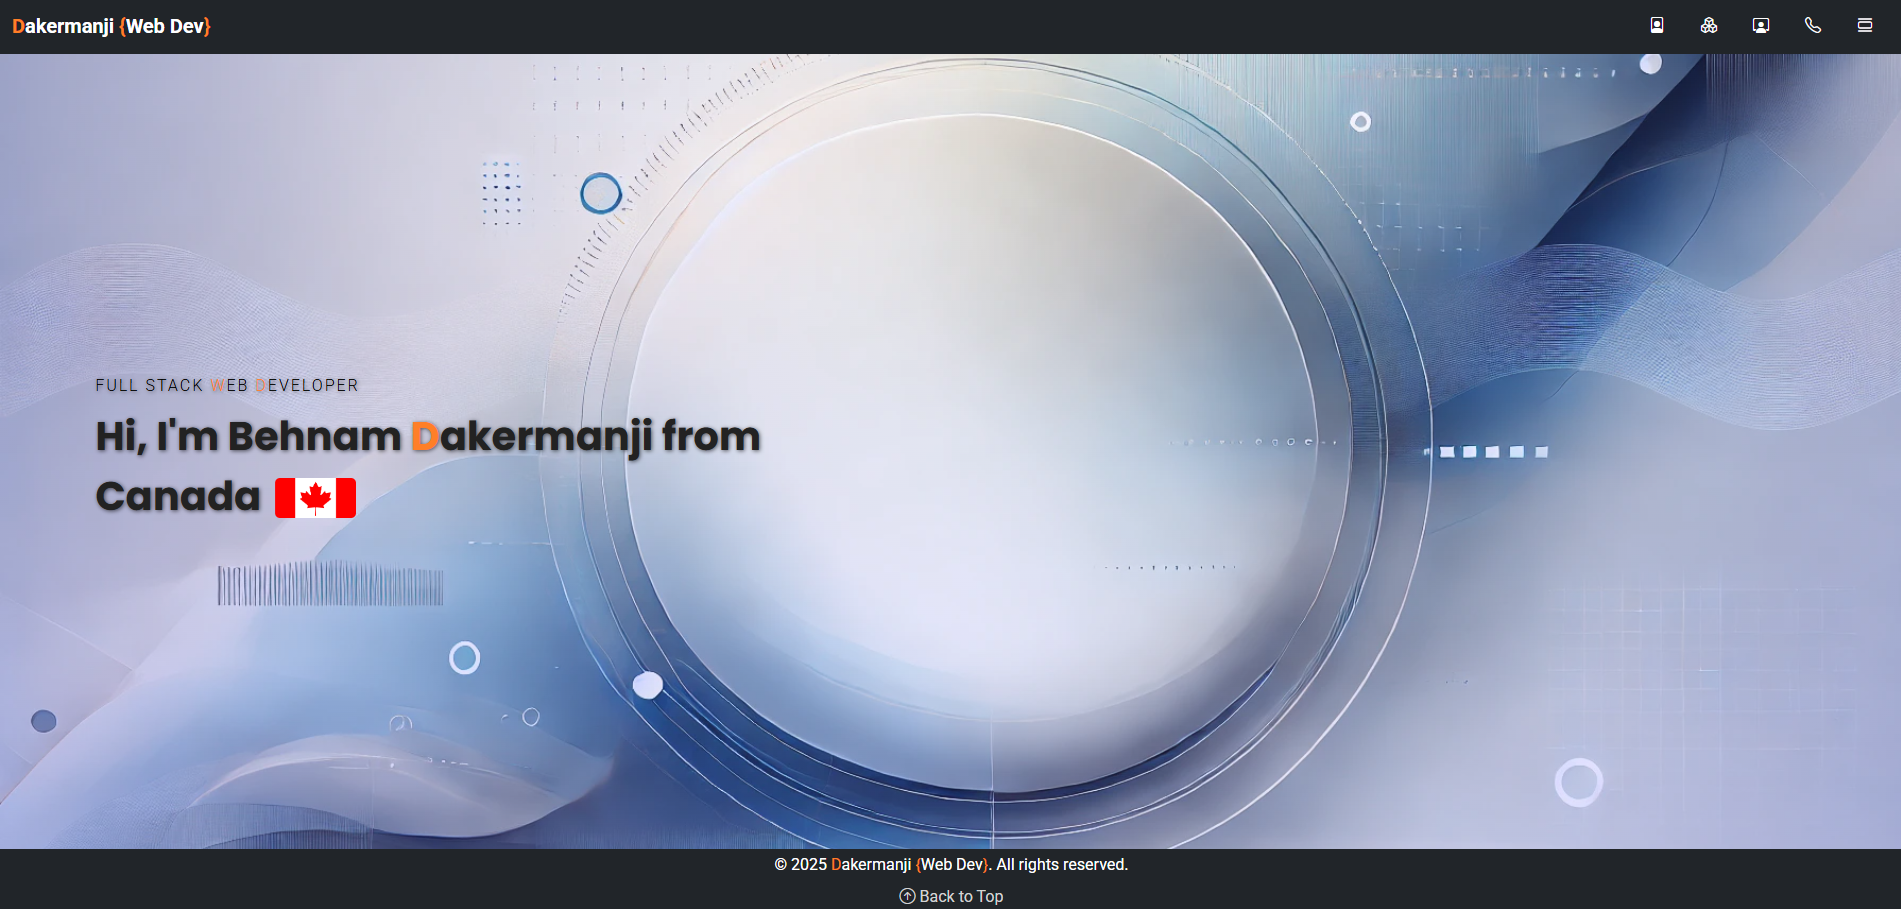 Dakermanji {Web Dev}
FULL STACK WEB DEVELOPER
Hi, I'm Behnam Dakermanji from
Canada
© 2025 Dakermanji {Web Dev}. All rights reserved.
Back to Top